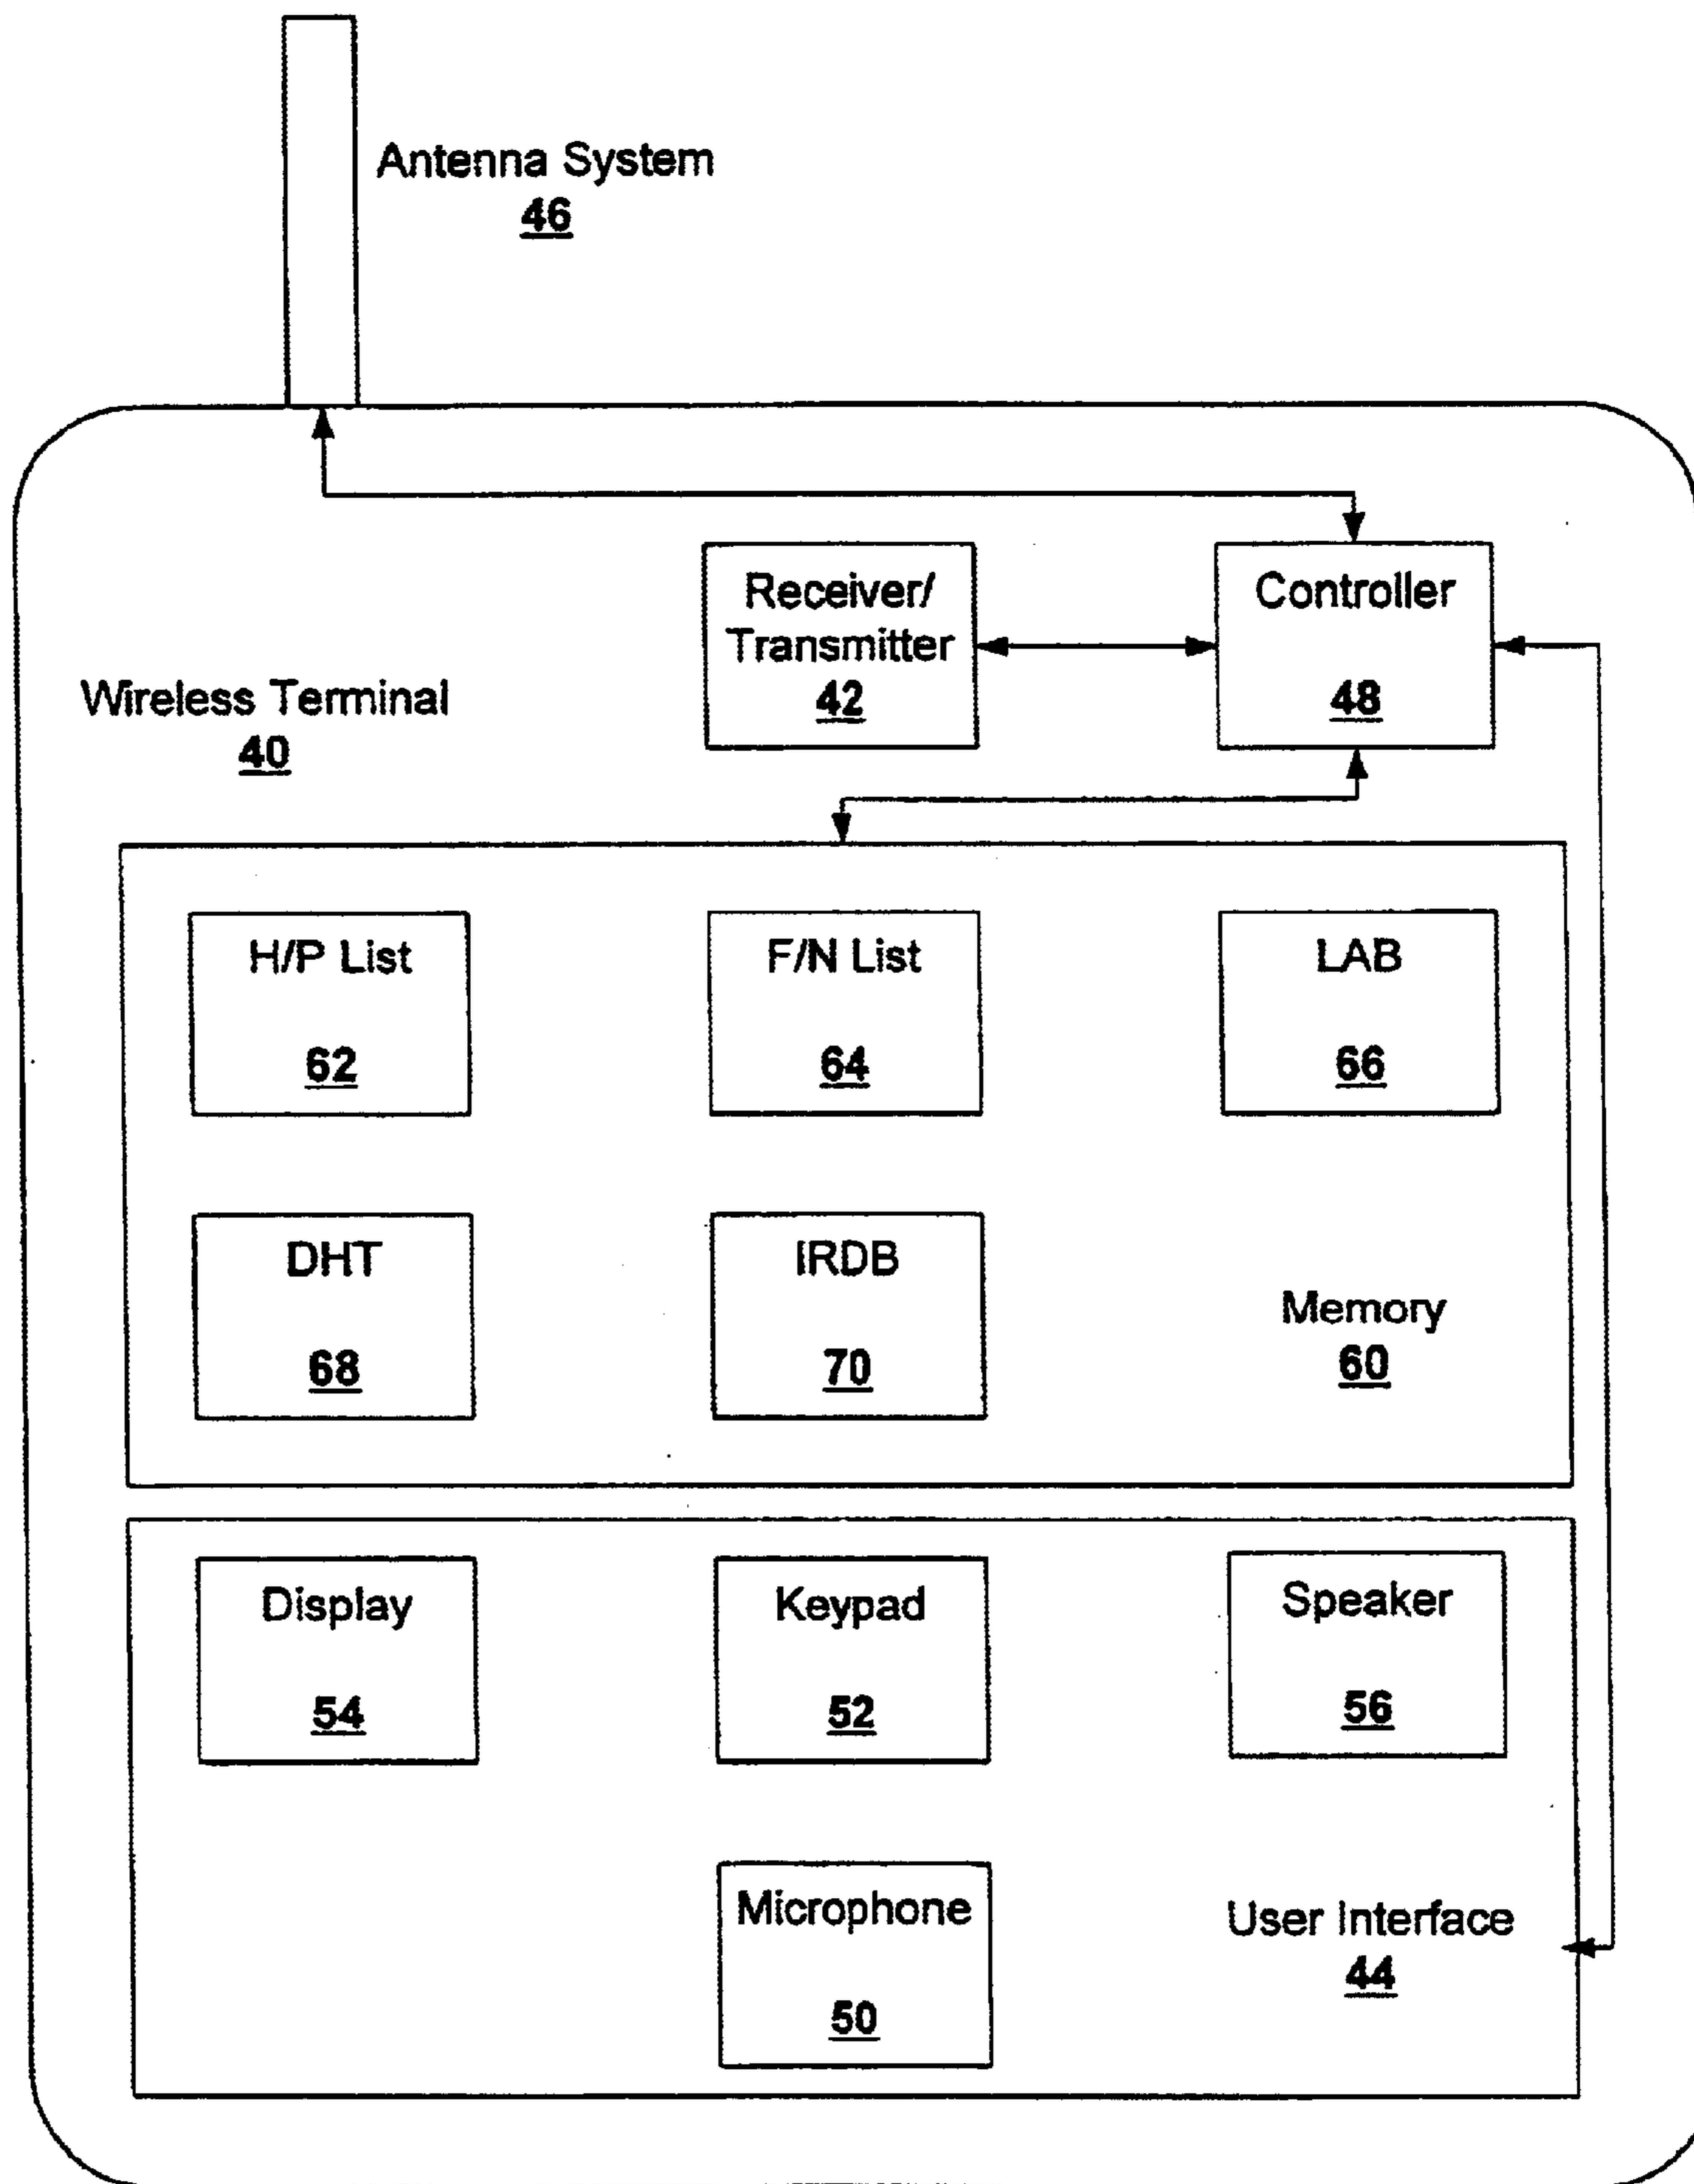 Antenna System
46
Receiver/
Transmitter
42
Controller
48
Wireless Terminal
40
H/P List
62
F/N List
64
LAB
66
DHT
68
IRDB
70
Memory
60
Display
54
Keypad
52
Speaker
56
Microphone
50
User Interface
44